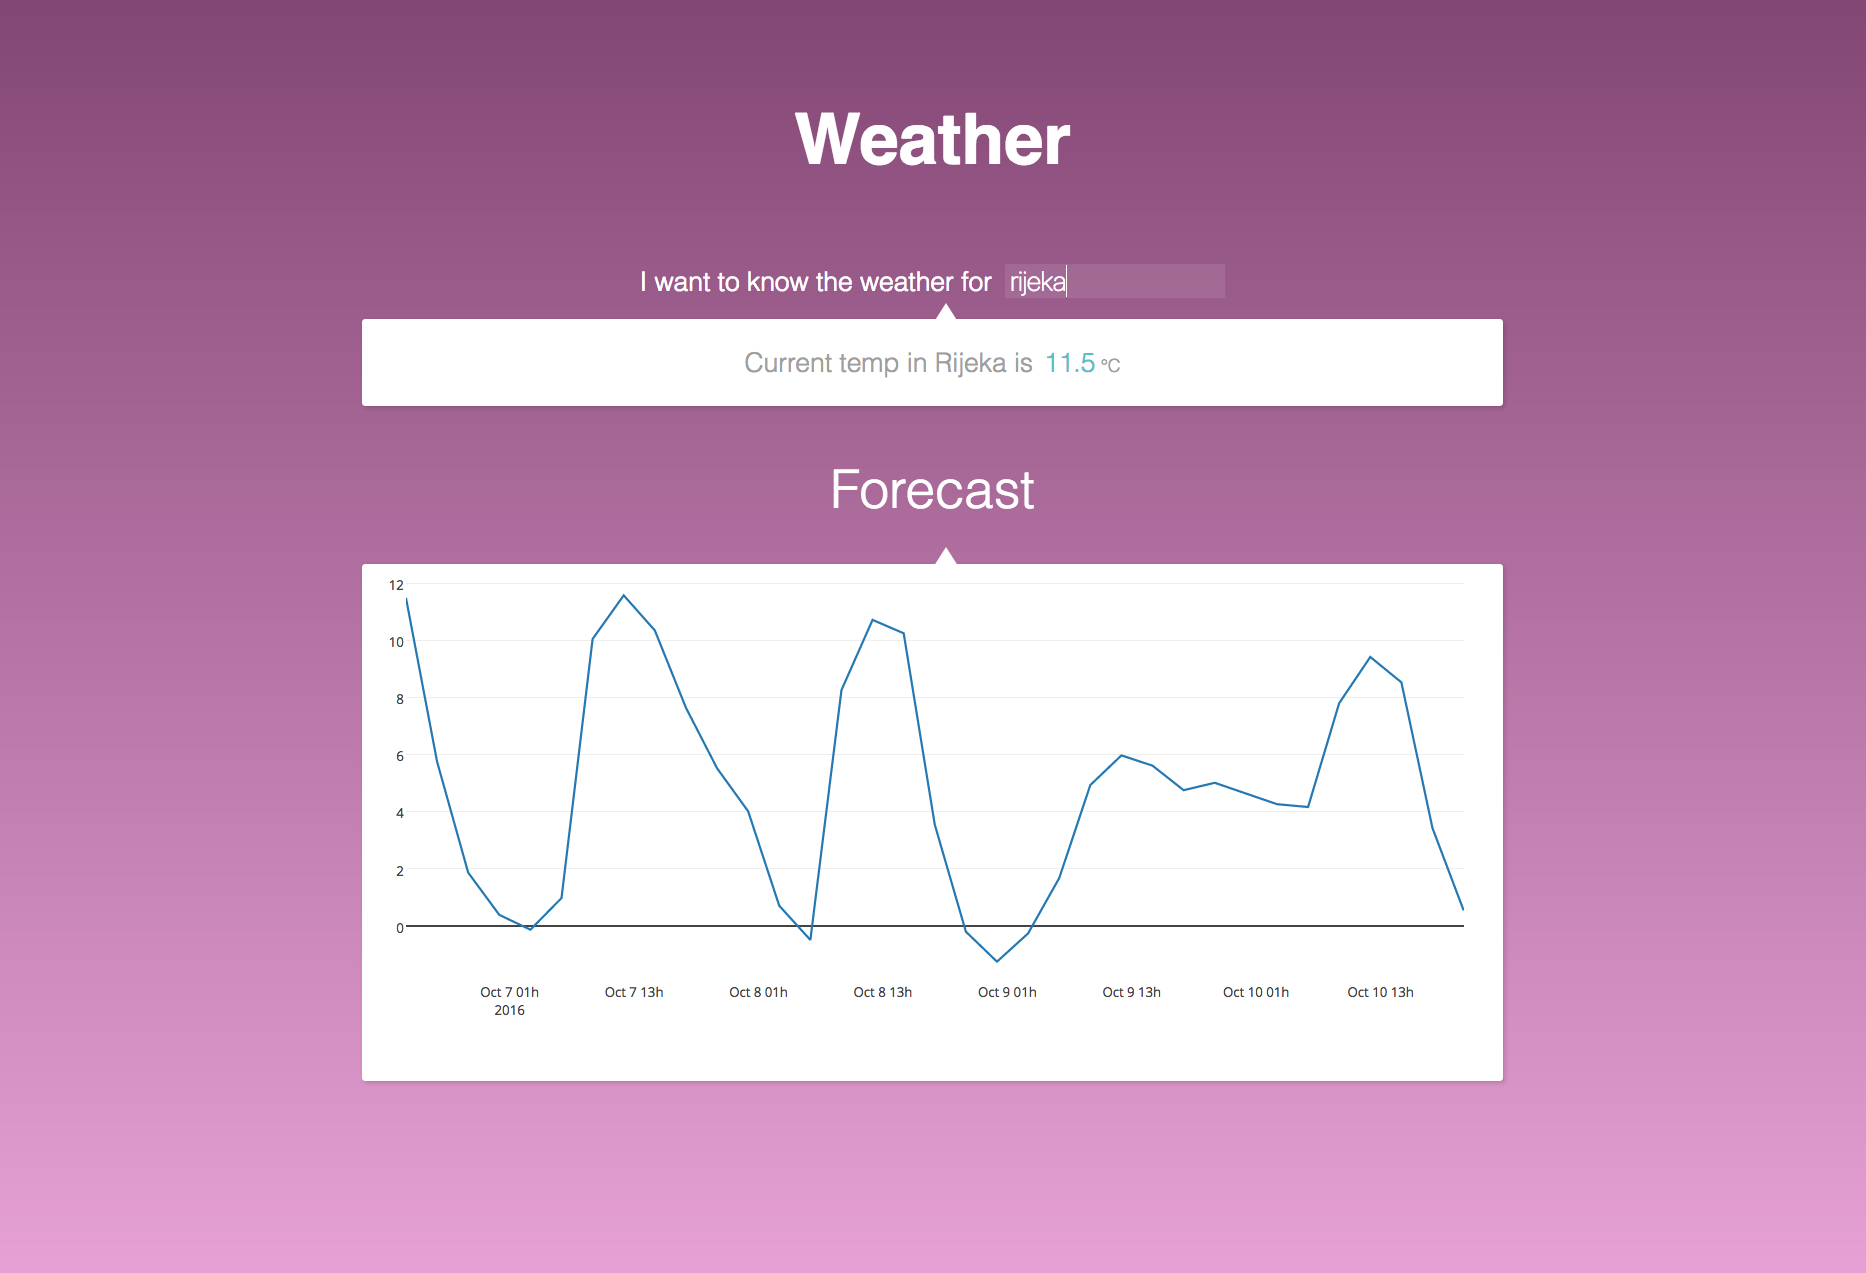 Weather
I want to know the weather for rijeka
Current temp in Rijeka is 11.5 °C
Forecast
12
10
8
6
4
2
0
Oct 7 01h Oct 7 13h Oct 8 01h Oct 8 13h Oct 9 01h Oct 9 13h Oct 10 01h Oct 10 13h
2016